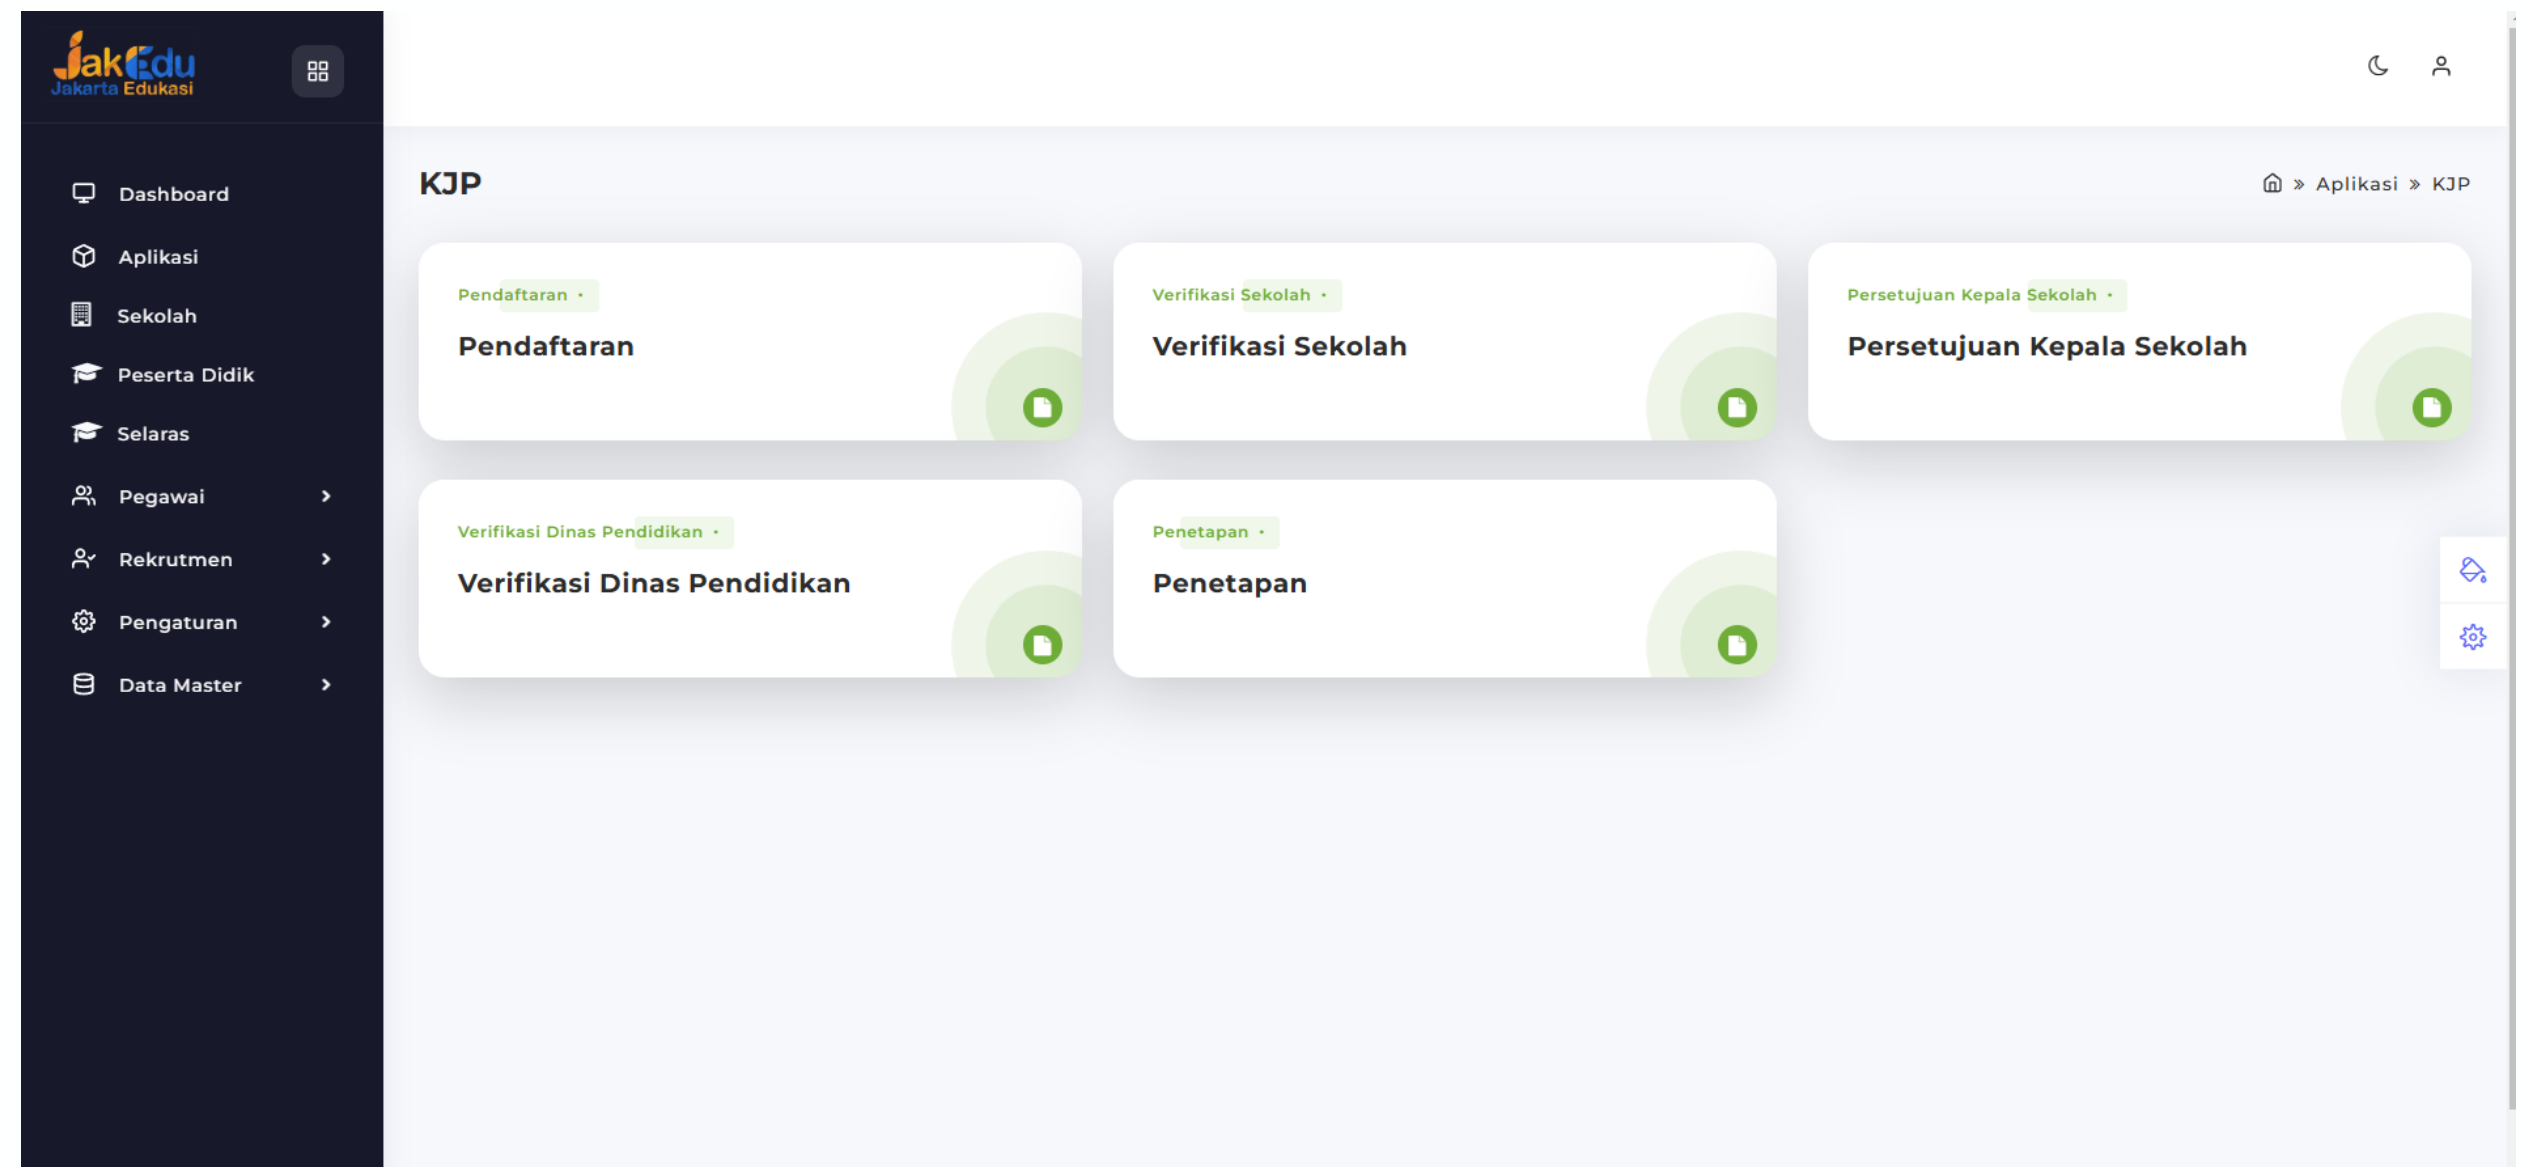 JakEdu
Jakarta Edukasi
Dashboard
Aplikasi
Sekolah
Peserta Didik
Selaras
Pegawai
Rekrutmen
Pengaturan
Data Master
KJP
» Aplikasi » KJP
Pendaftaran •
Pendaftaran
Verifikasi Sekolah •
Verifikasi Sekolah
Persetujuan Kepala Sekolah •
Persetujuan Kepala Sekolah
Verifikasi Dinas Pendidikan •
Verifikasi Dinas Pendidikan
Penetapan •
Penetapan